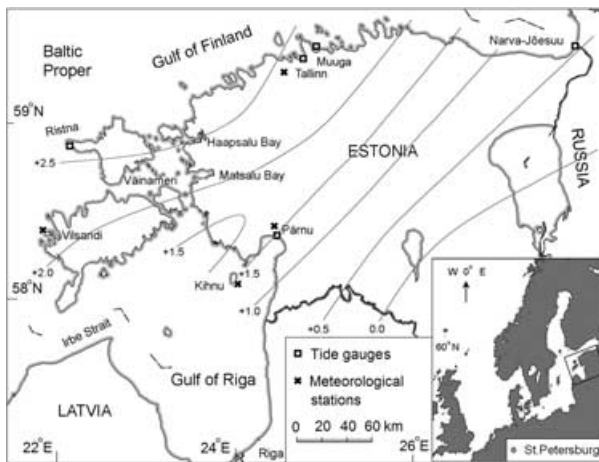 Baltic
Proper
Gulf of Finland
Muuga
Tallinn
Narva-Jõesuu
59°N
Ristna
Haapsalu Bay
+2.5
Väinameri
Matsalu Bay
ESTONIA
RUSSIA
Vilsandi
+2.0
+1.5
Pärnu
+1.5
Kihnu
+1.0
58°N
+0.5
0.0
Irbe Strait
Gulf of Riga
LATVIA
Riga
22°E
24°E
26°E
Tide gauges
Meteorological
stations
0 20 40 60 km
W 0° E
60°N
St.Petersburg